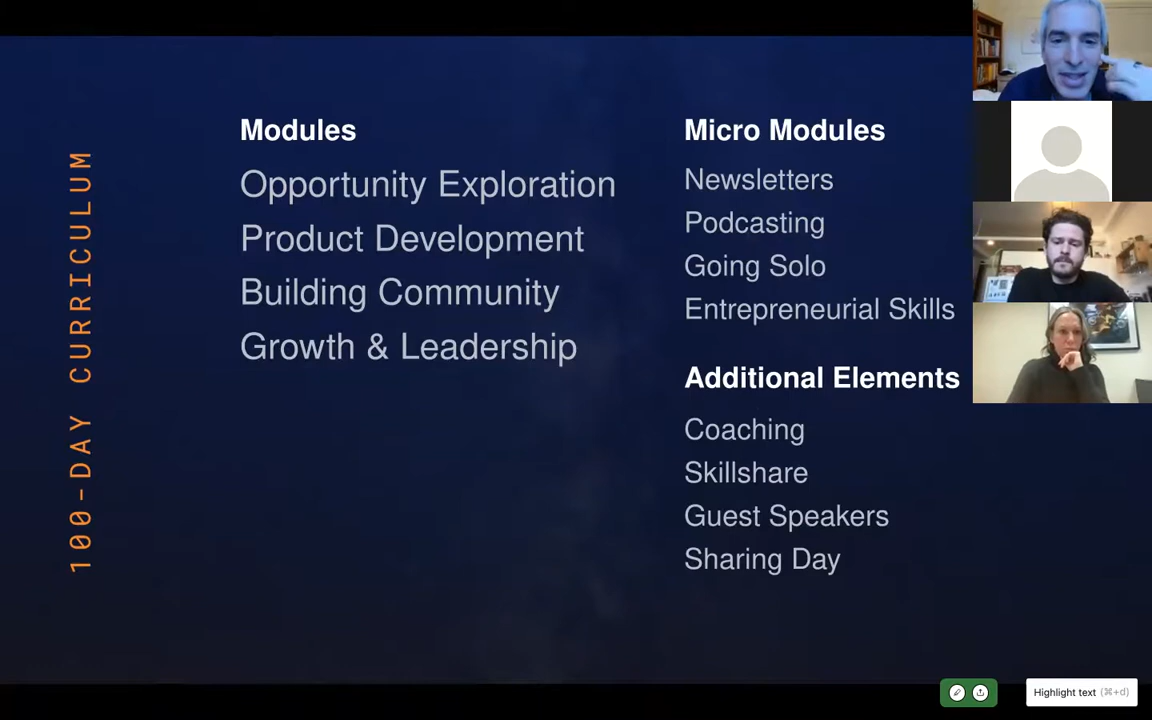 100-DAY CURRICULUM
Modules
Opportunity Exploration
Product Development
Building Community
Growth & Leadership
Micro Modules
Newsletters
Podcasting
Going Solo
Entrepreneurial Skills
Additional Elements
Coaching
Skillshare
Guest Speakers
Sharing Day
Highlight text (⌘+d)